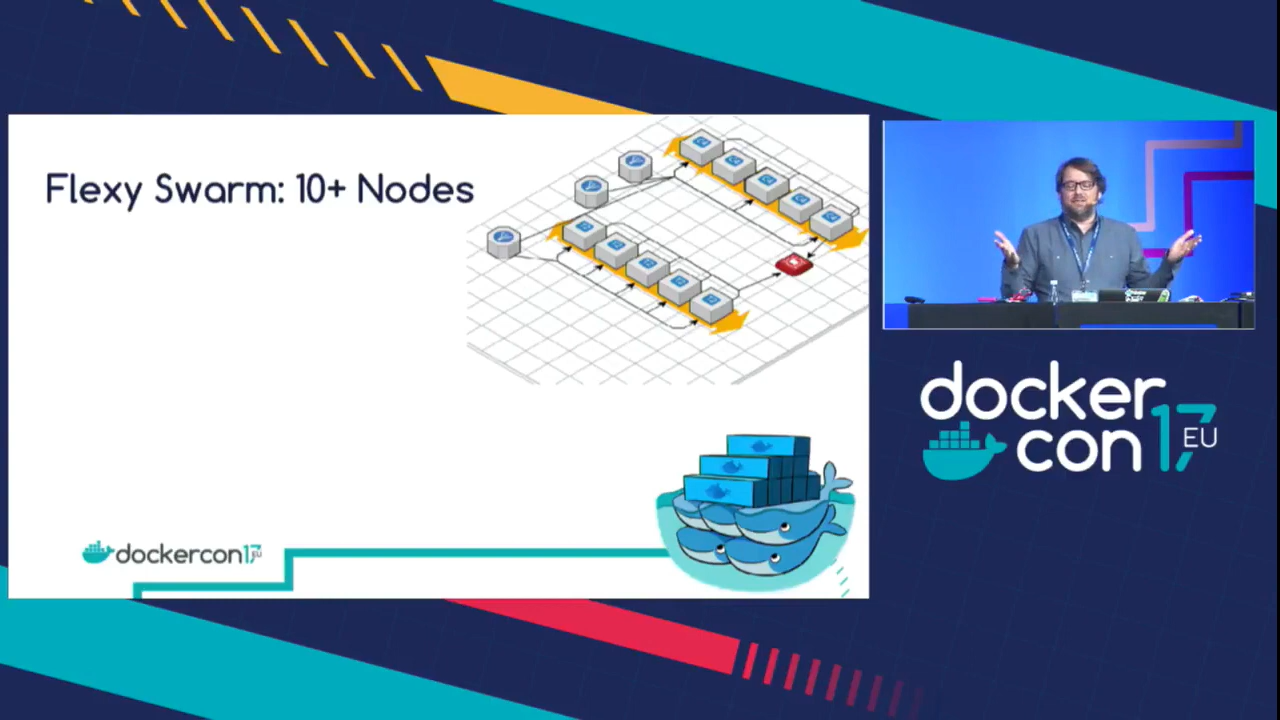 Flexy Swarm: 10+ Nodes
dockercon17
EU
docker
con17
EU